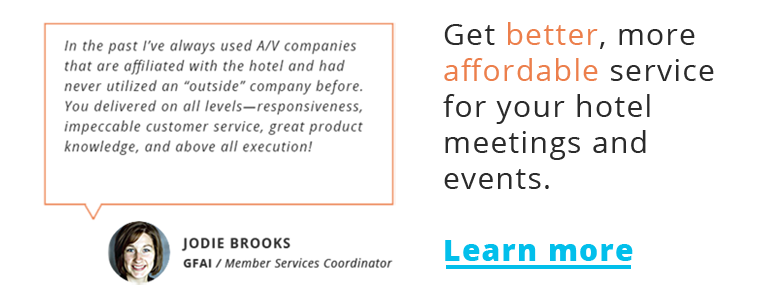 In the past I’ve always used A/V companies
that are affiliated with the hotel and had
never utilized an “outside” company before.
You delivered on all levels—responsiveness,
impeccable customer service, great product
knowledge, and above all execution!
JODIE BROOKS
GFAI / Member Services Coordinator
Get better, more
affordable service
for your hotel
meetings and
events.
Learn more